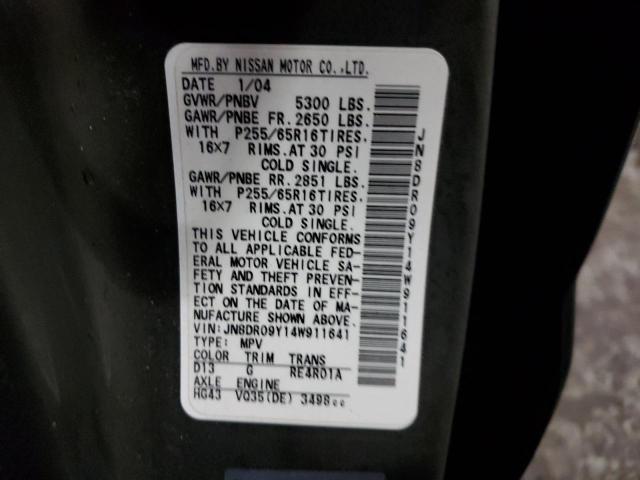 MFD.BY NISSAN MOTOR CO.,LTD.
DATE 1/04
GVWR/PNBV 5300 LBS.
GAWR/PNBE FR. 2650 LBS.
WITH P255/65R16TIRES.
16X7 RIMS.AT 30 PSI
COLD SINGLE.
GAWR/PNBE RR. 2851 LBS.
WITH P255/65R16TIRES.
16X7 RIMS.AT 30 PSI
COLD SINGLE.
THIS VEHICLE CONFORMS
TO ALL APPLICABLE FED-
ERAL MOTOR VEHICLE SA-
FETY AND THEFT PREVEN-
TION STANDARDS IN EFF-
ECT ON THE DATE OF MA-
NUFACTURE SHOWN ABOVE.
VIN: JN8DR09Y14W911641
TYPE: MPV
COLOR TRIM TRANS
D13 G RE4R01A
AXLE ENGINE
HG43 VQ35(DE) 3498cc
JN8DR09Y14W911641